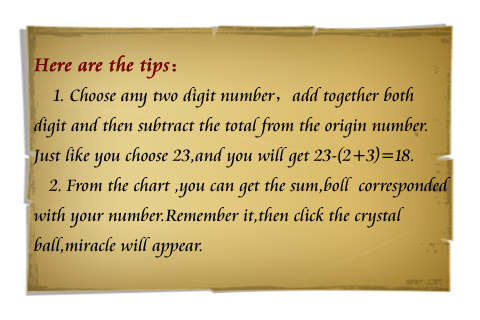 Here are the tips：
1. Choose any two digit number，add together both
digit and then subtract the total from the origin number.
Just like you choose 23,and you will get 23-(2+3)=18.
2. From the chart ,you can get the sum,boll corresponded
with your number.Remember it,then click the crystal
ball,miracle will appear.